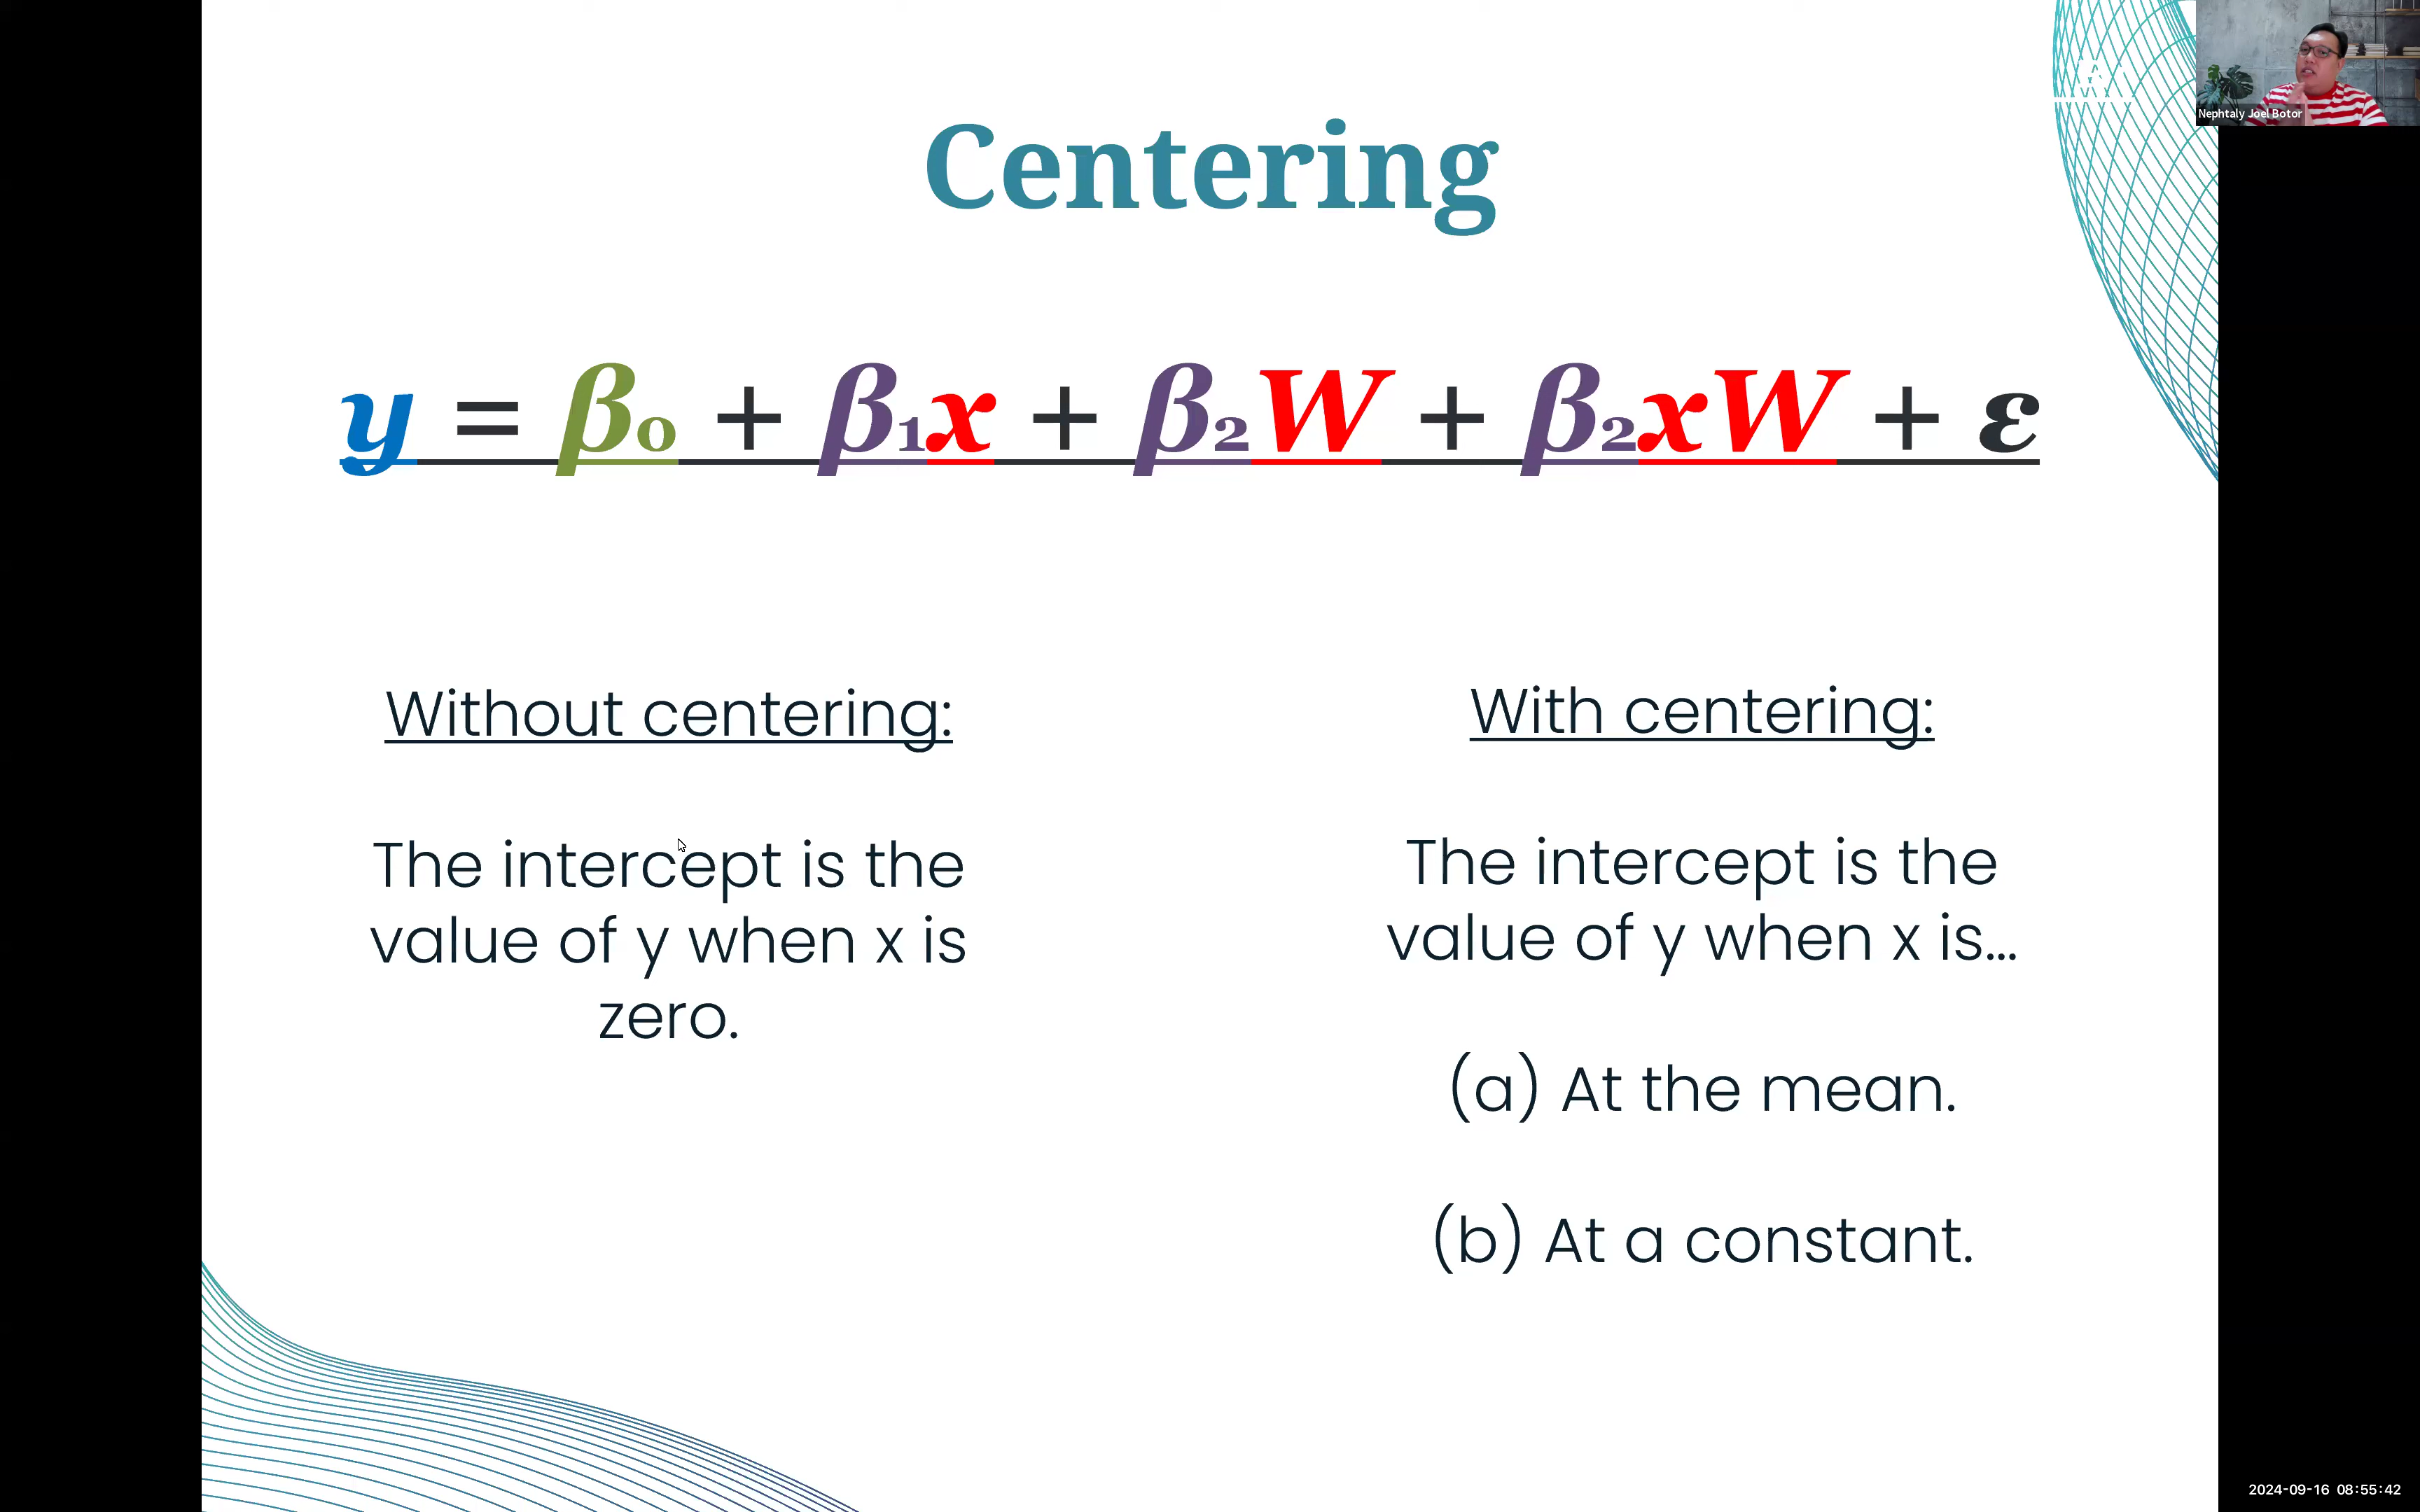 Nephtaly Joel Botor
Centering
y = β₀ + β₁x + β₂W + β₂xW + ε
Without centering:
The intercept is the
value of y when x is
zero.
With centering:
The intercept is the
value of y when x is...
(a) At the mean.
(b) At a constant.
2024-09-16 08:55:42